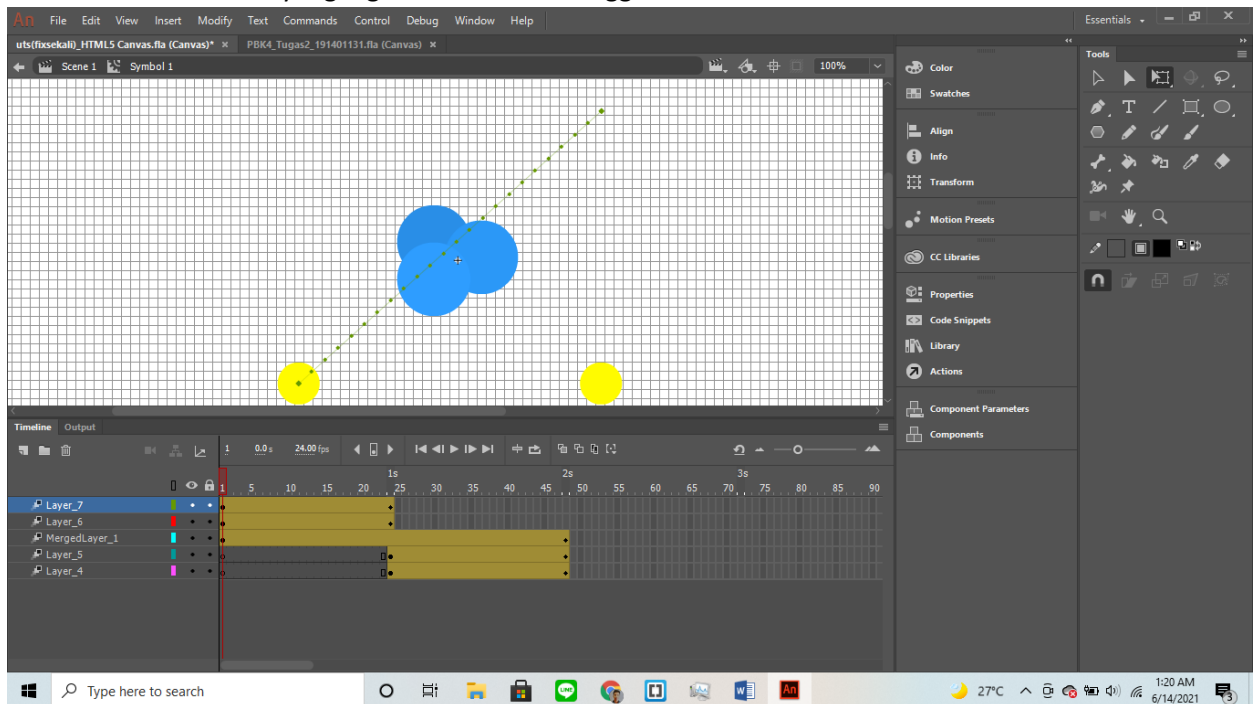 An File Edit View Insert Modify Text Commands Control Debug Window Help
Essentials
uts(fixsekali)_HTML5 Canvas.fla (Canvas)* × PBK4_Tugas2_191401131.fla (Canvas) ×
Scene 1 Symbol 1 100%
Tools
Color
Swatches
Align
Info
Transform
Motion Presets
CC Libraries
Properties
Code Snippets
Library
Actions
Component Parameters
Components
Timeline Output
1 0.0 s 24.00 fps
1s 2s 3s
1 5 10 15 20 25 30 35 40 45 50 55 60 65 70 75 80 85 90
Layer_7
Layer_6
MergedLayer_1
Layer_5
Layer_4
Type here to search
An
27°C
1:20 AM
6/14/2021
3